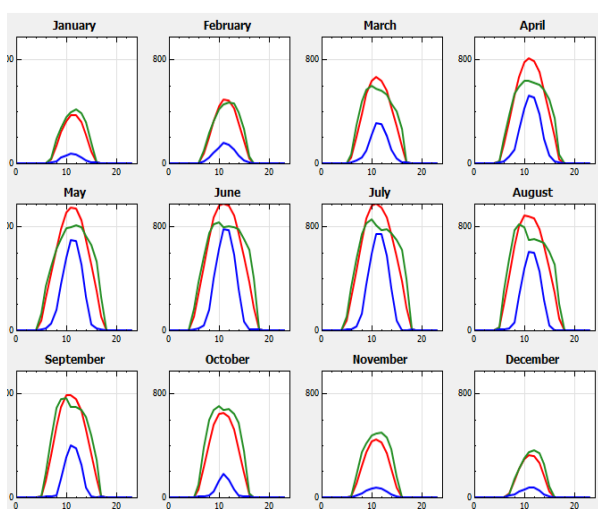 January February March April
800 800 800
0 0 0 0
0 10 20 0 10 20 0 10 20 0 10 20
May June July August
800 800 800
0 0 0 0
0 10 20 0 10 20 0 10 20 0 10 20
September October November December
800 800 800
0 0 0 0
0 10 20 0 10 20 0 10 20 0 10 20